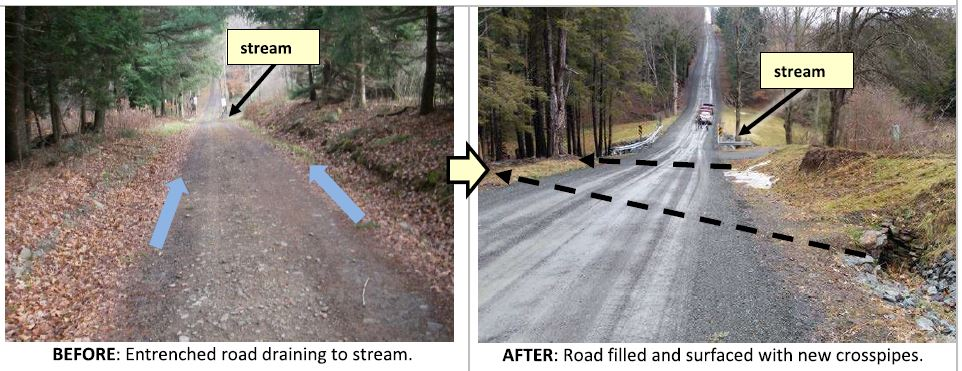 stream
stream
BEFORE: Entrenched road draining to stream.
AFTER: Road filled and surfaced with new crosspipes.